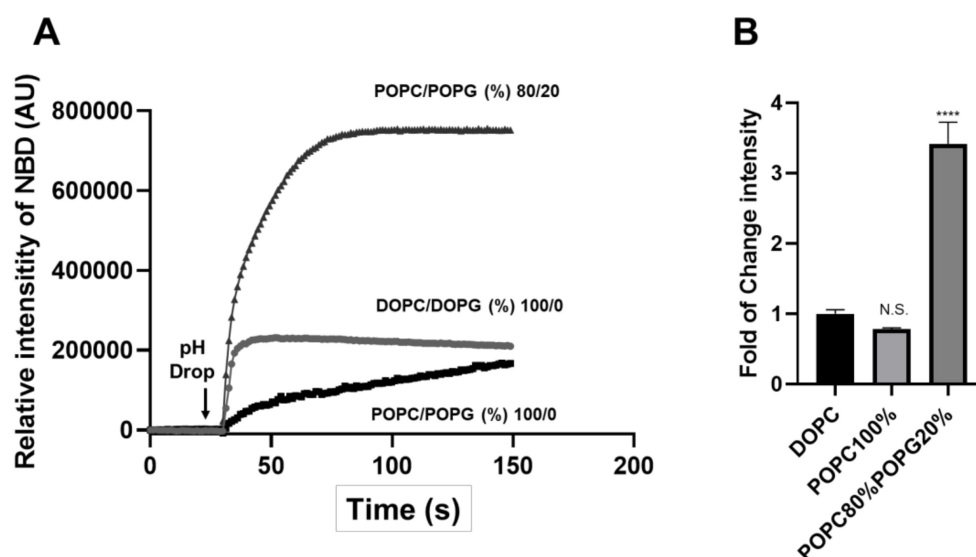 A
Relative intensitity of NBD (AU)
800000
600000
400000
200000
0
POPC/POPG (%) 80/20
DOPC/DOPG (%) 100/0
POPC/POPG (%) 100/0
pH
Drop
0
50
100
150
200
Time (s)
B
Fold of Change intensity
4
3
2
1
0
N.S.
****
DOPC
POPC100%
POPC80%POPG20%